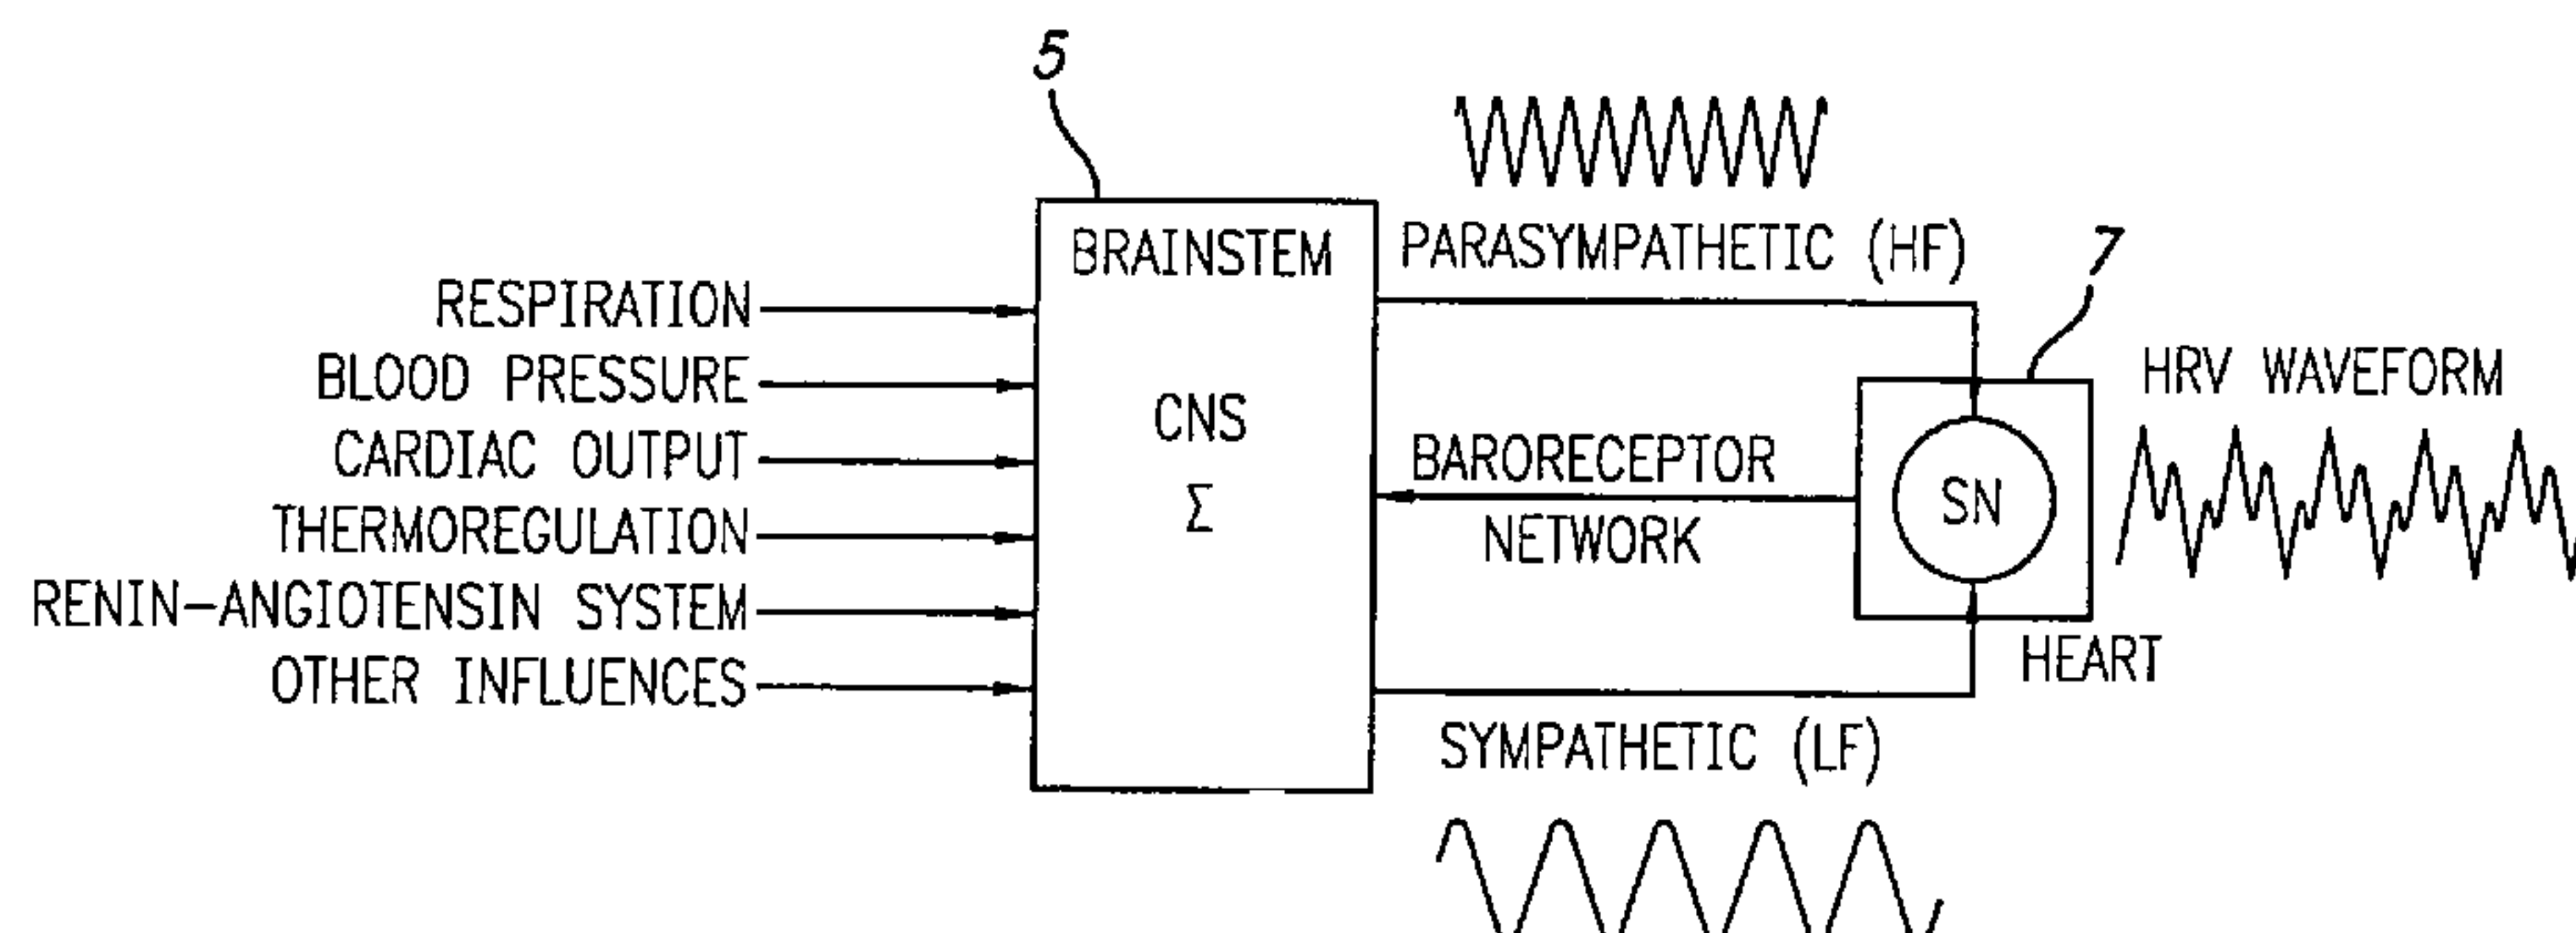 5
BRAINSTEM
CNS
Σ
RESPIRATION
BLOOD PRESSURE
CARDIAC OUTPUT
THERMOREGULATION
RENIN-ANGIOTENSIN SYSTEM
OTHER INFLUENCES
PARASYMPATHETIC (HF)
BARORECEPTOR
NETWORK
SYMPATHETIC (LF)
7
SN
HEART
HRV WAVEFORM